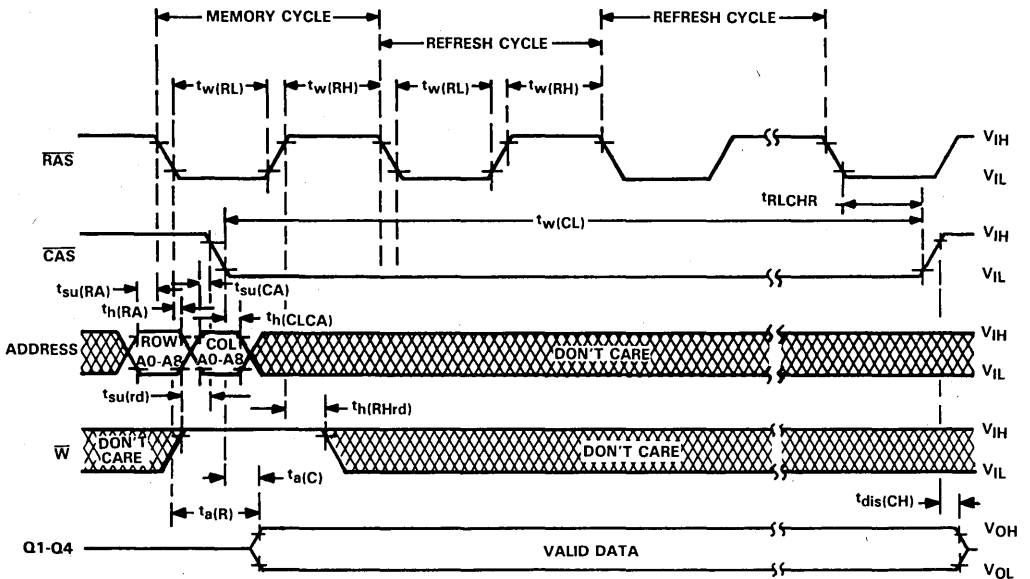 MEMORY CYCLE
REFRESH CYCLE
REFRESH CYCLE
tw(RL)
tw(RH)
tw(RL)
tw(RH)
RAS
VIH
VIL
tRLCHR
tw(CL)
CAS
VIH
VIL
tsu(RA)
tsu(CA)
th(RA)
th(CLCA)
ADDRESS
ROW
A0-A8
COL
A0-A8
DON'T CARE
VIH
VIL
tsu(rd)
th(RHrd)
W
DON'T
CARE
DON'T CARE
VIH
VIL
ta(C)
tdis(CH)
ta(R)
Q1-Q4
VALID DATA
VOH
VOL